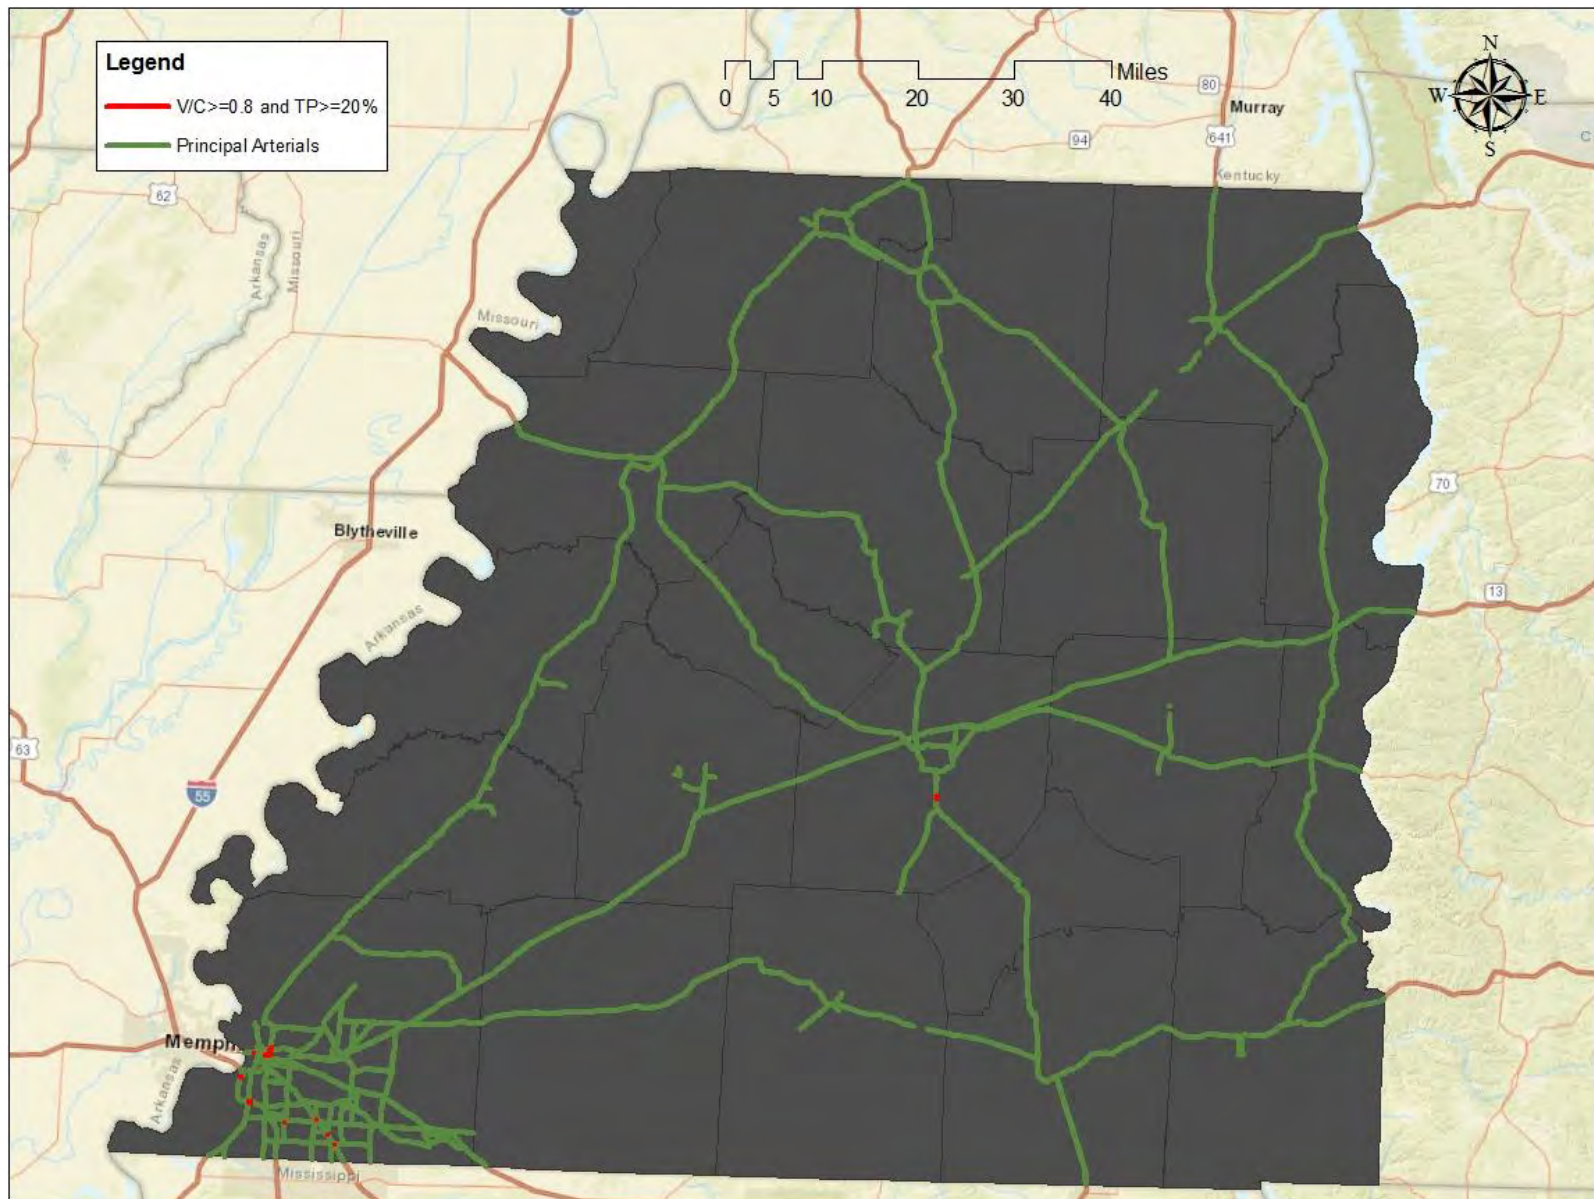 Legend
V/C>=0.8 and TP>=20%
Principal Arterials
Miles
0 5 10 20 30 40
N
W E
S
80
Murray
94
641
Kentucky
62
Arkansas
Missouri
Missouri
70
Blytheville
13
Arkansas
63
55
Memph
Arkansas
Mississippi